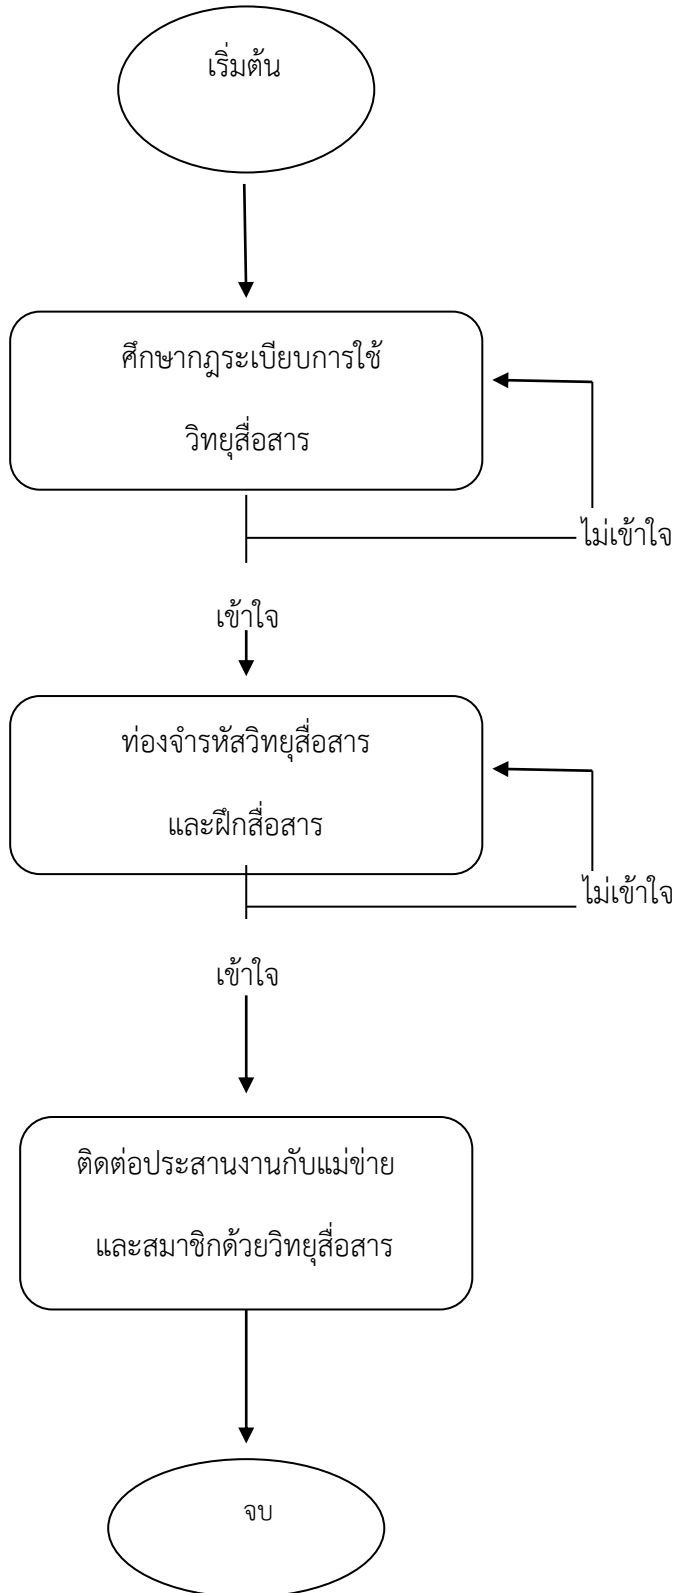 เริ่มต้น
ศึกษากฎระเบียบการใช้
วิทยุสื่อสาร
ไม่เข้าใจ
เข้าใจ
ท่องจำรหัสวิทยุสื่อสาร
และฝึกสื่อสาร
ไม่เข้าใจ
เข้าใจ
ติดต่อประสานงานกับแม่ข่าย
และสมาชิกด้วยวิทยุสื่อสาร
จบ